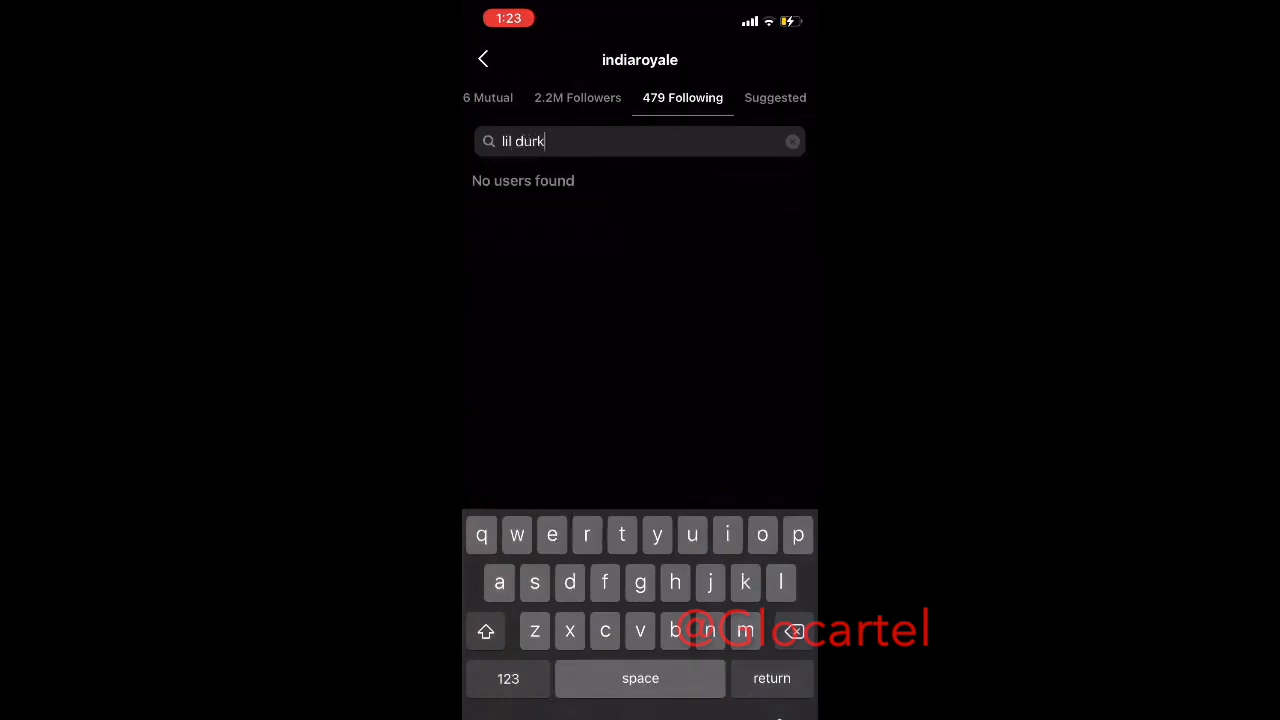 1:23
indiaroyale
6 Mutual 2.2M Followers 479 Following Suggested
lil durk
No users found
q w e r t y u i o p
a s d f g h j k l
z x c v b n m
@Glocartel
123 space return